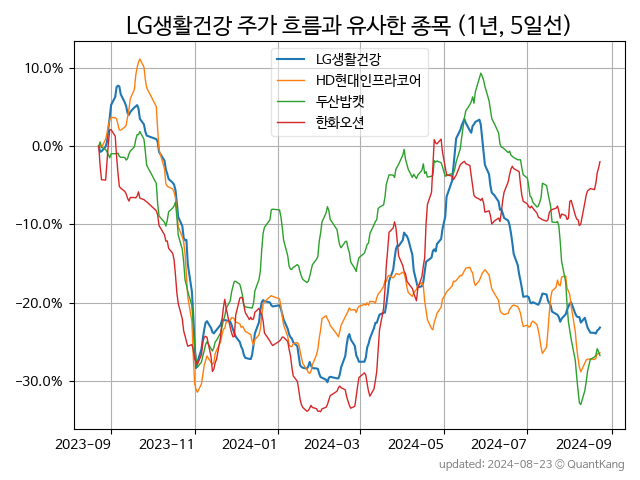 LG생활건강 주가 흐름과 유사한 종목 (1년, 5일선)
LG생활건강
HD현대인프라코어
두산밥캣
한화오션
10.0%
0.0%
−10.0%
−20.0%
−30.0%
2023-09 2023-11 2024-01 2024-03 2024-05 2024-07 2024-09
updated: 2024-08-23 © QuantKang